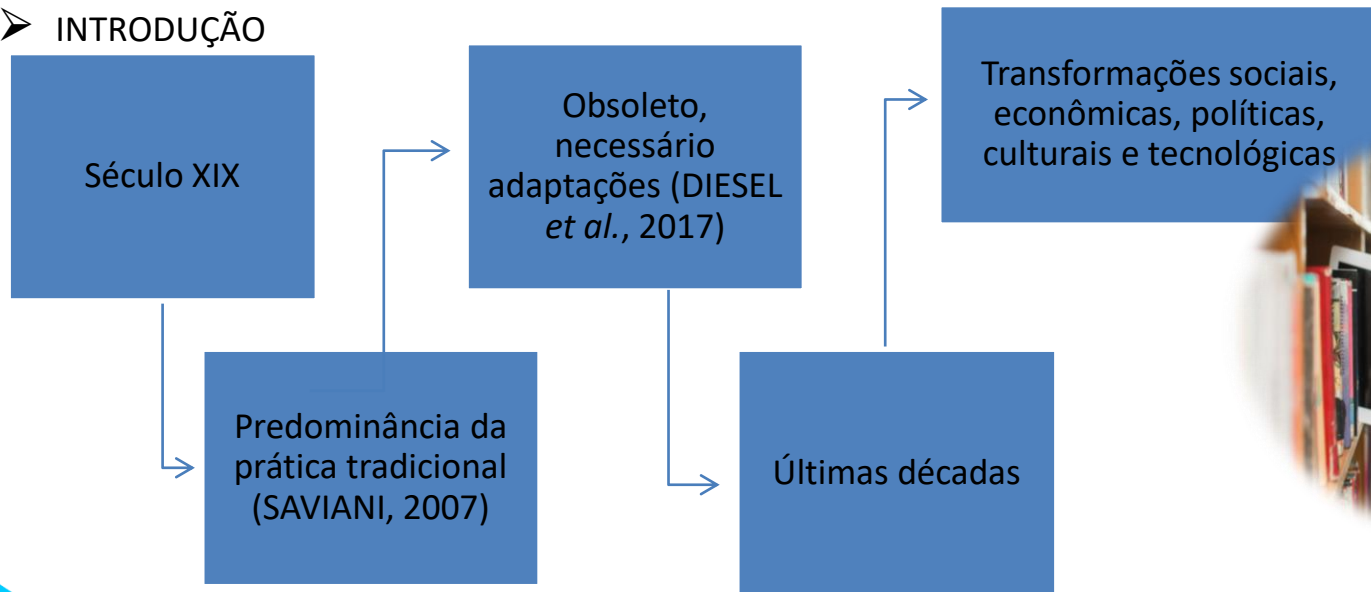 INTRODUÇÃO
Século XIX
Predominância da
prática tradicional
(SAVIANI, 2007)
Obsoleto,
necessário
adaptações (DIESEL
et al., 2017)
Últimas décadas
Transformações sociais,
econômicas, políticas,
culturais e tecnológicas